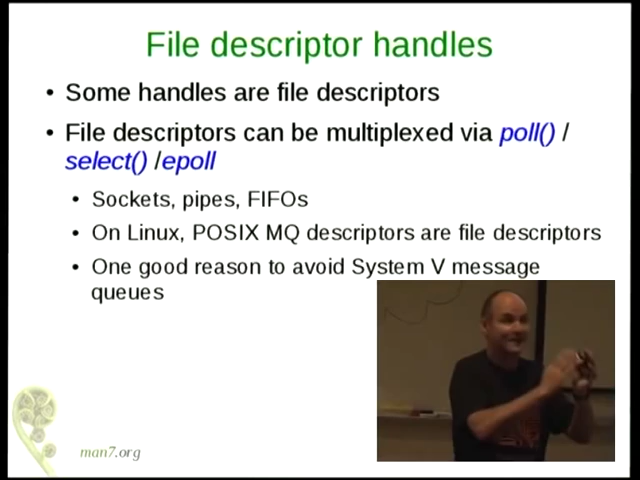 File descriptor handles
• Some handles are file descriptors
• File descriptors can be multiplexed via poll() /
select() /epoll
• Sockets, pipes, FIFOs
• On Linux, POSIX MQ descriptors are file descriptors
• One good reason to avoid System V message
queues
man7.org